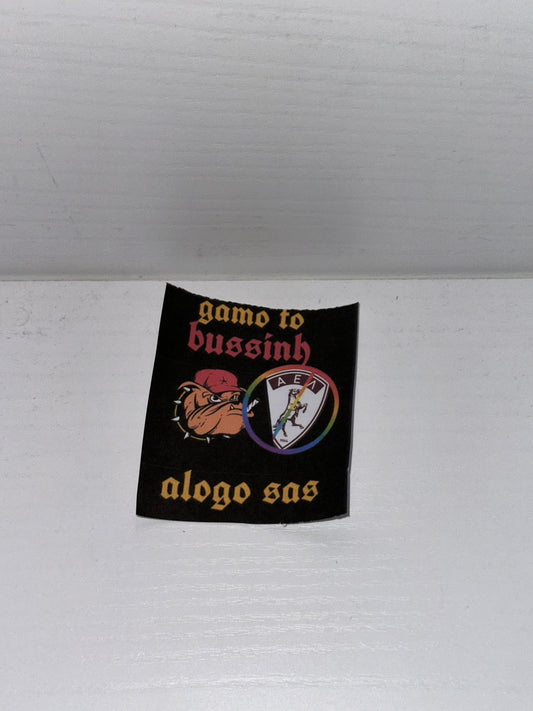 gamo to
bussinh
ΑΕΛ
alogo sas